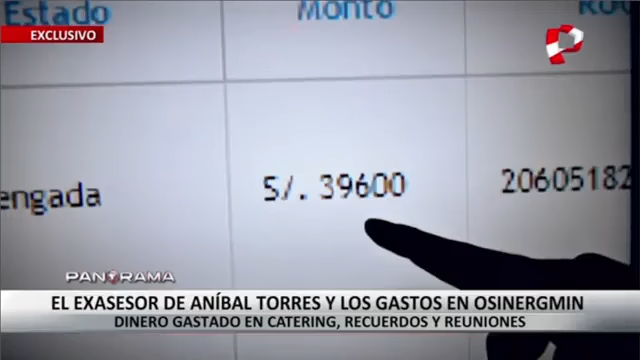 Estado
Monto
EXCLUSIVO
engada
S/. 39600
20605182
PANORAMA
EL EXASESOR DE ANÍBAL TORRES Y LOS GASTOS EN OSINERGMIN
DINERO GASTADO EN CATERING, RECUERDOS Y REUNIONES